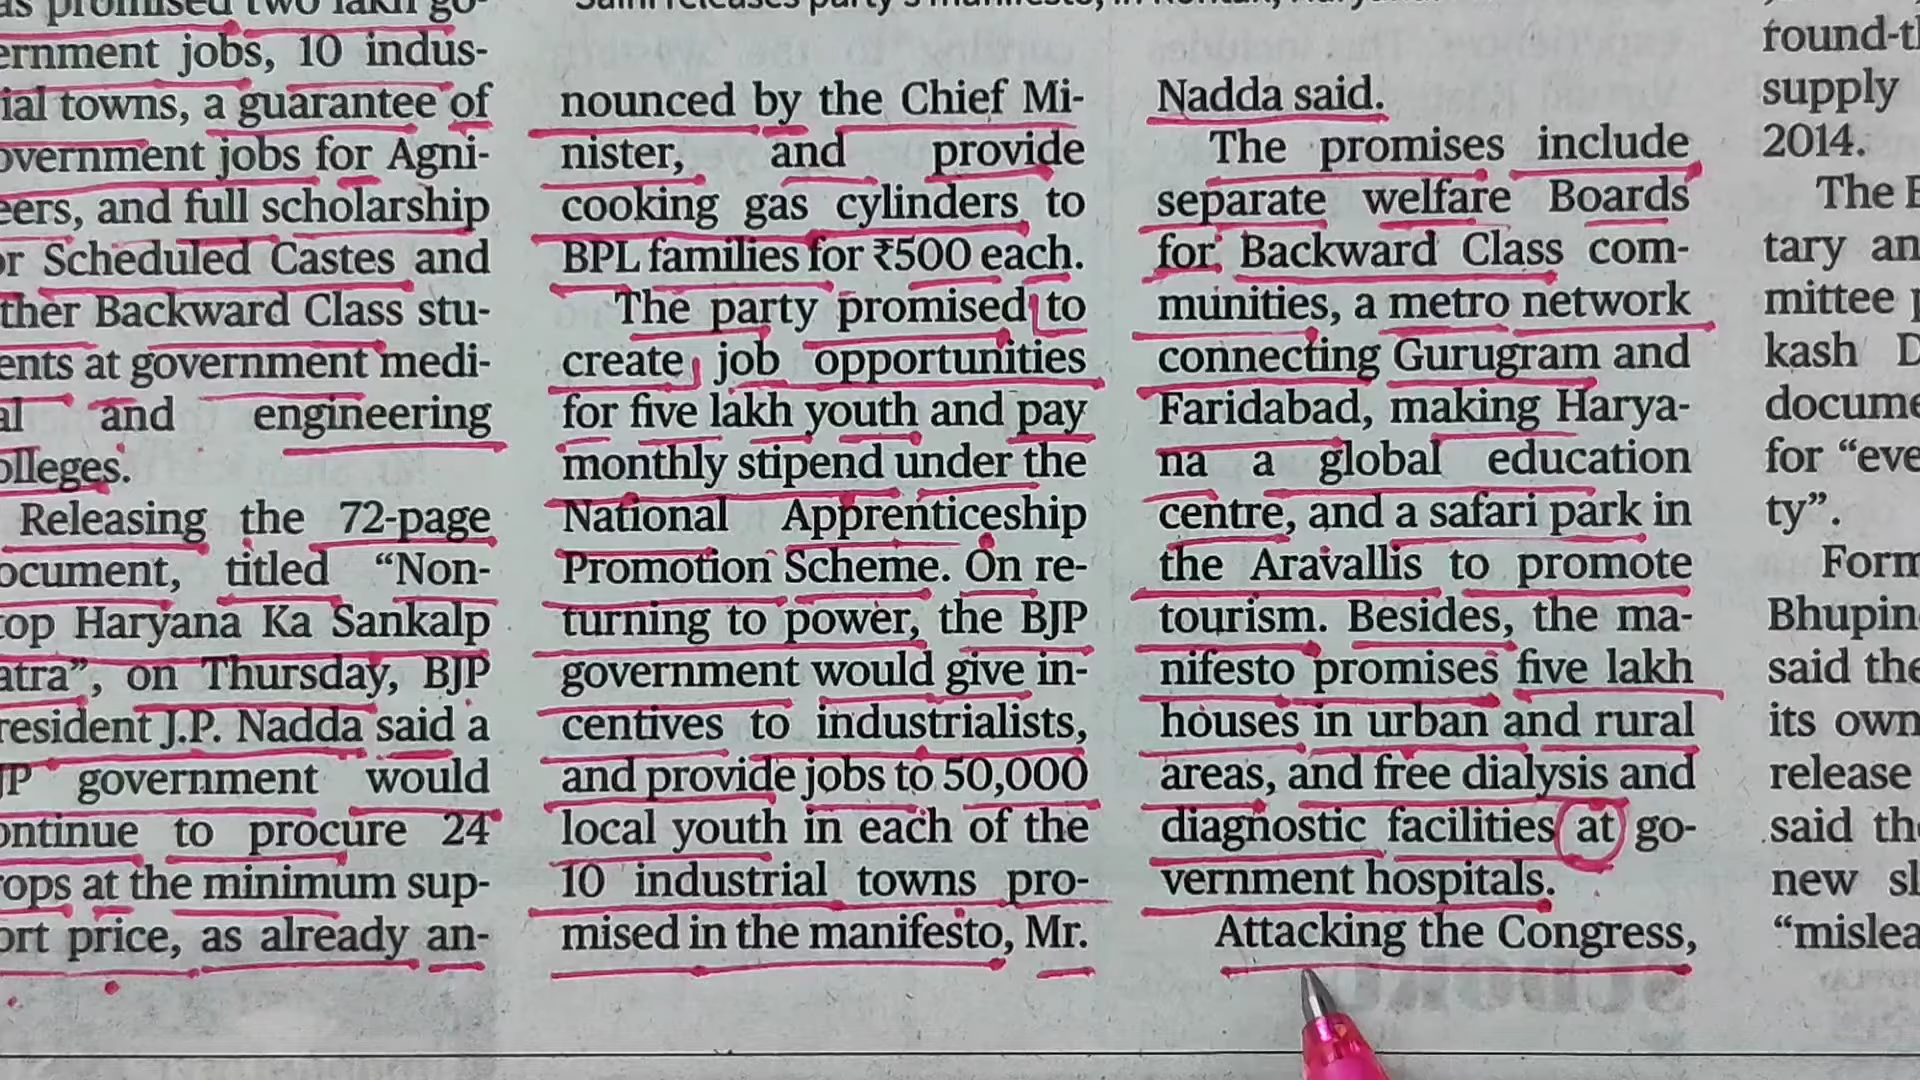 promised two lakh go-
ernment jobs, 10 indus-
ial towns, a guarantee of
overnment jobs for Agni-
eers, and full scholarship
or Scheduled Castes and
ther Backward Class stu-
ents at government medi-
al and engineering
olleges.
Releasing the 72-page
ocument, titled “Non-
top Haryana Ka Sankalp
atra”, on Thursday, BJP
resident J.P. Nadda said a
JP government would
ontinue to procure 24
rops at the minimum sup-
ort price, as already an-
Saini releases party's manifesto, in Rohtak, Haryana
nounced by the Chief Mi-
nister, and provide
cooking gas cylinders to
BPL families for ₹500 each.
The party promised to
create job opportunities
for five lakh youth and pay
monthly stipend under the
National Apprenticeship
Promotion Scheme. On re-
turning to power, the BJP
government would give in-
centives to industrialists,
and provide jobs to 50,000
local youth in each of the
10 industrial towns pro-
mised in the manifesto, Mr.
Nadda said.
The promises include
separate welfare Boards
for Backward Class com-
munities, a metro network
connecting Gurugram and
Faridabad, making Harya-
na a global education
centre, and a safari park in
the Aravallis to promote
tourism. Besides, the ma-
nifesto promises five lakh
houses in urban and rural
areas, and free dialysis and
diagnostic facilities at go-
vernment hospitals.
Attacking the Congress,
round-t
supply
2014.
The
tary an
mittee p
kash D
docume
for “eve
ty”.
Form
Bhupin
said the
its own
release
said th
new sl
“mislea